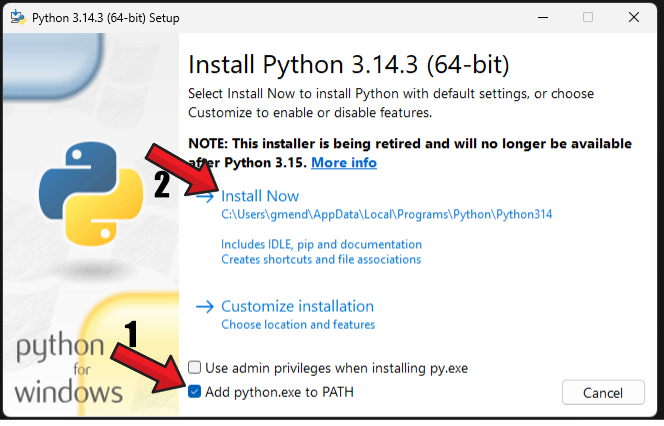 Python 3.14.3 (64-bit) Setup
Install Python 3.14.3 (64-bit)
Select Install Now to install Python with default settings, or choose
Customize to enable or disable features.
NOTE: This installer is being retired and will no longer be available
after Python 3.15. More info
2
Install Now
C:\Users\gmend\AppData\Local\Programs\Python\Python314
Includes IDLE, pip and documentation
Creates shortcuts and file associations
Customize installation
Choose location and features
1
python
for
windows
Use admin privileges when installing py.exe
Add python.exe to PATH
Cancel